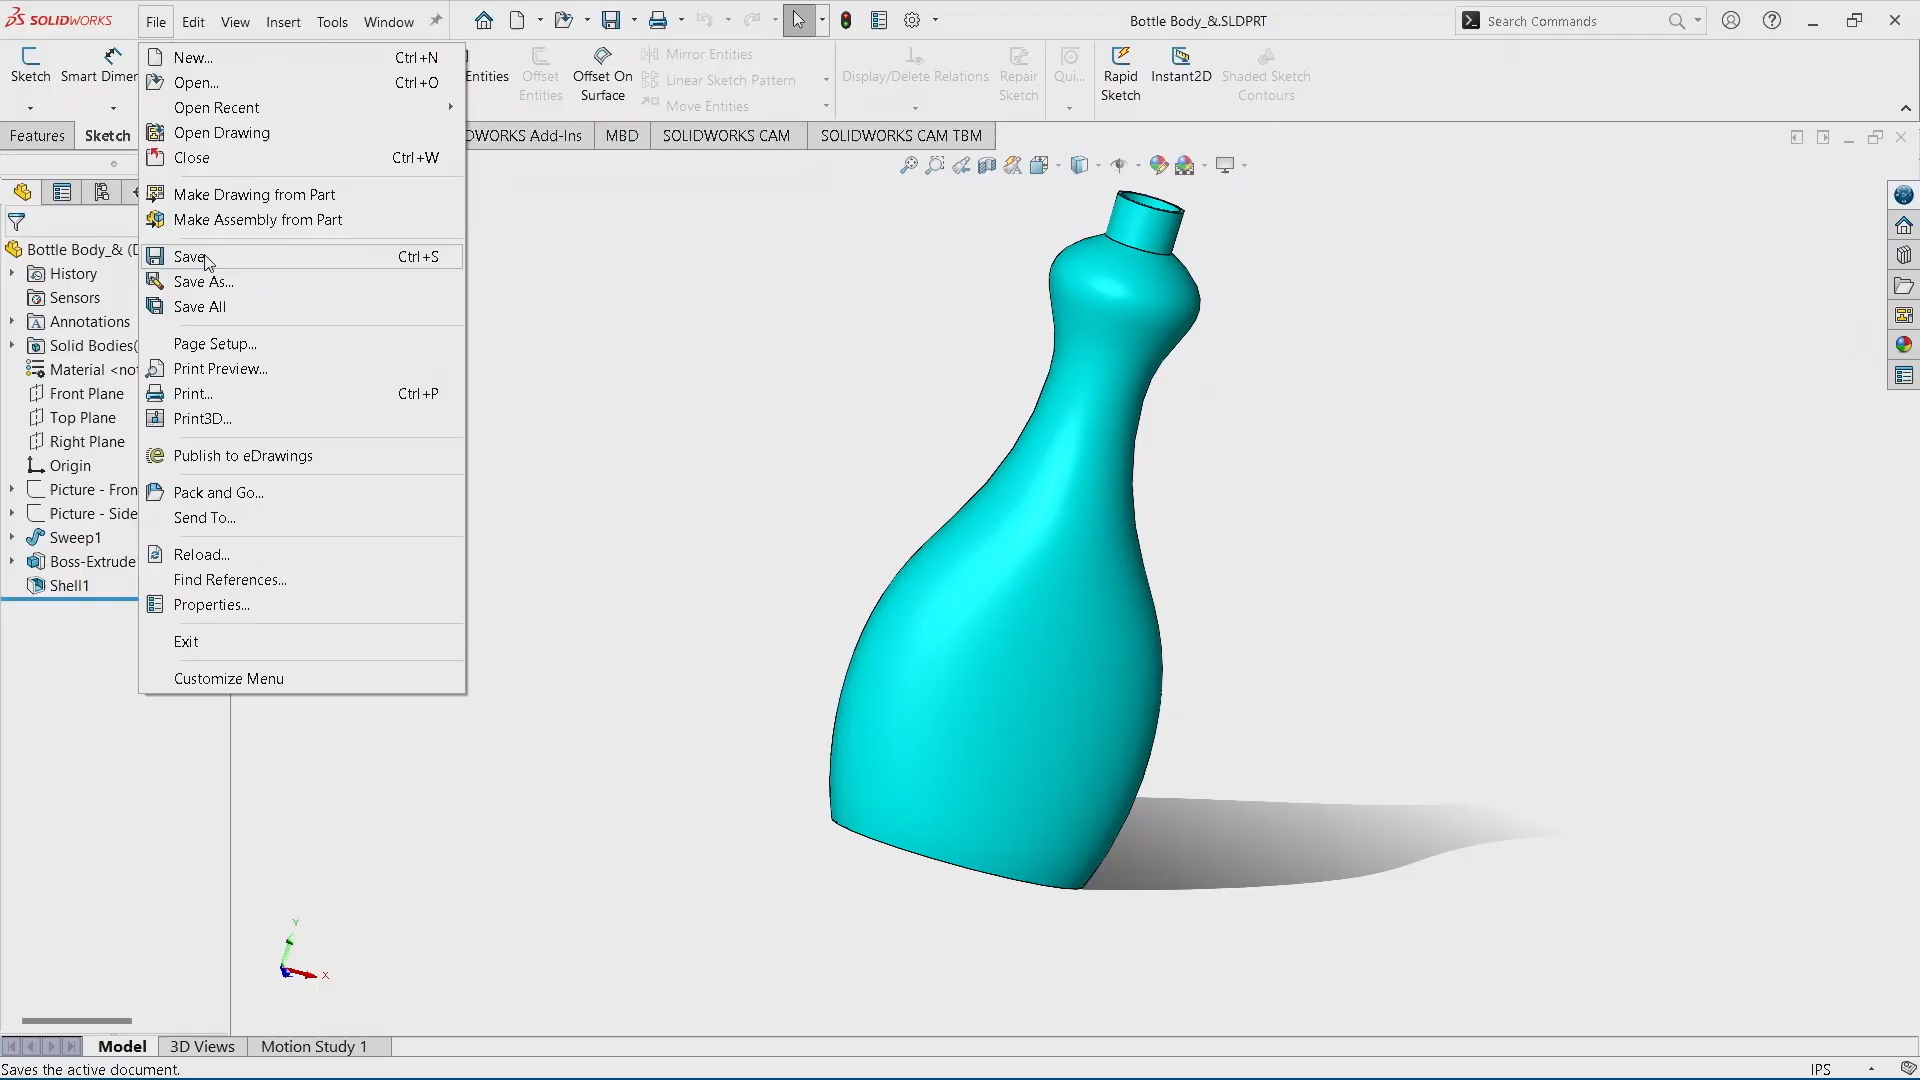 SOLIDWORKS
File
Edit
View
Insert
Tools
Window
Bottle Body_&.SLDPRT
Search Commands
Sketch
Smart Dimen
Entities
Offset
Entities
Offset On
Surface
Mirror Entities
Linear Sketch Pattern
Move Entities
Display/Delete Relations
Repair
Sketch
Qui...
Rapid
Sketch
Instant2D
Shaded Sketch
Contours
Features
Sketch
DWORKS Add-Ins
MBD
SOLIDWORKS CAM
SOLIDWORKS CAM TBM
New... Ctrl+N
Open... Ctrl+O
Open Recent
Open Drawing
Close Ctrl+W
Make Drawing from Part
Make Assembly from Part
Save Ctrl+S
Save As...
Save All
Page Setup...
Print Preview...
Print... Ctrl+P
Print3D...
Publish to eDrawings
Pack and Go...
Send To...
Reload...
Find References...
Properties...
Exit
Customize Menu
Bottle Body_& (D
History
Sensors
Annotations
Solid Bodies(
Material <not
Front Plane
Top Plane
Right Plane
Origin
Picture - Fron
Picture - Side
Sweep1
Boss-Extrude
Shell1
Y
X
Model
3D Views
Motion Study 1
Saves the active document.
IPS